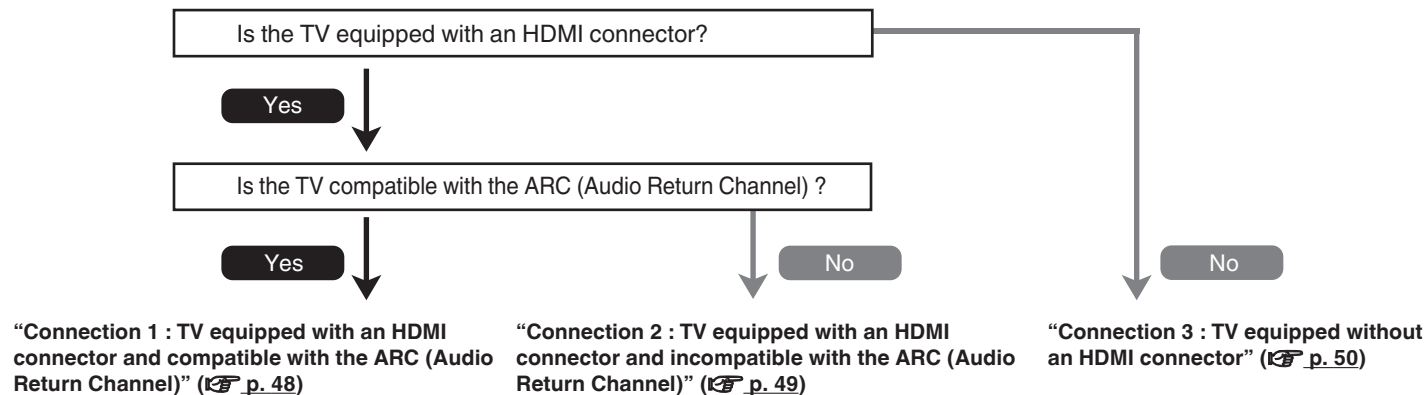 Is the TV equipped with an HDMI connector?
Yes
Is the TV compatible with the ARC (Audio Return Channel) ?
Yes
No
No
“Connection 1 : TV equipped with an HDMI
connector and compatible with the ARC (Audio
Return Channel)” (☞ p. 48)
“Connection 2 : TV equipped with an HDMI
connector and incompatible with the ARC (Audio
Return Channel)” (☞ p. 49)
“Connection 3 : TV equipped without
an HDMI connector” (☞ p. 50)